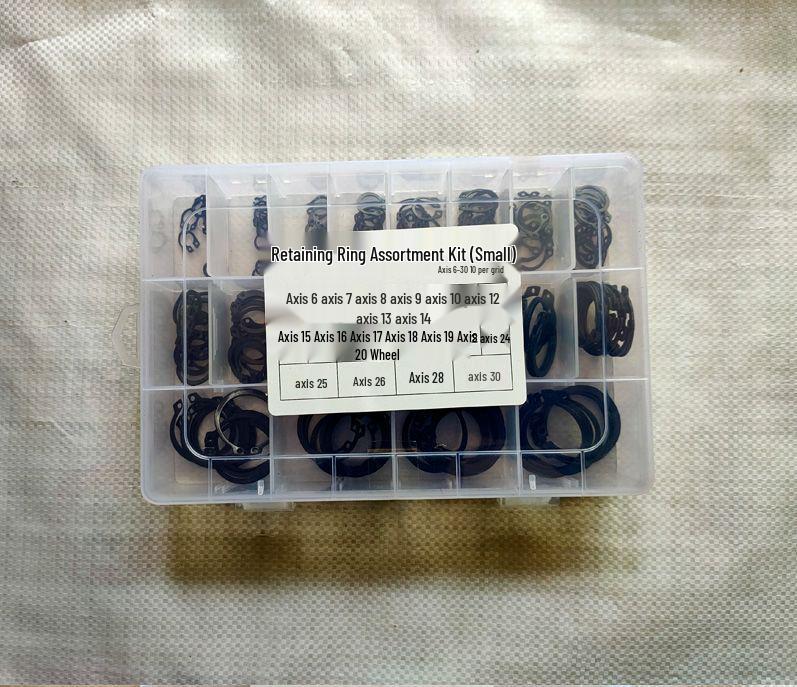 Retaining Ring Assortment Kit (Small)
Axis 6-30 10 per grid
Axis 6 axis 7 axis 8 axis 9 axis 10 axis 12
axis 13 axis 14
Axis 15 Axis 16 Axis 17 Axis 18 Axis 19 Axis
20 Wheel
2 axis 24
axis 25 Axis 26 Axis 28 axis 30